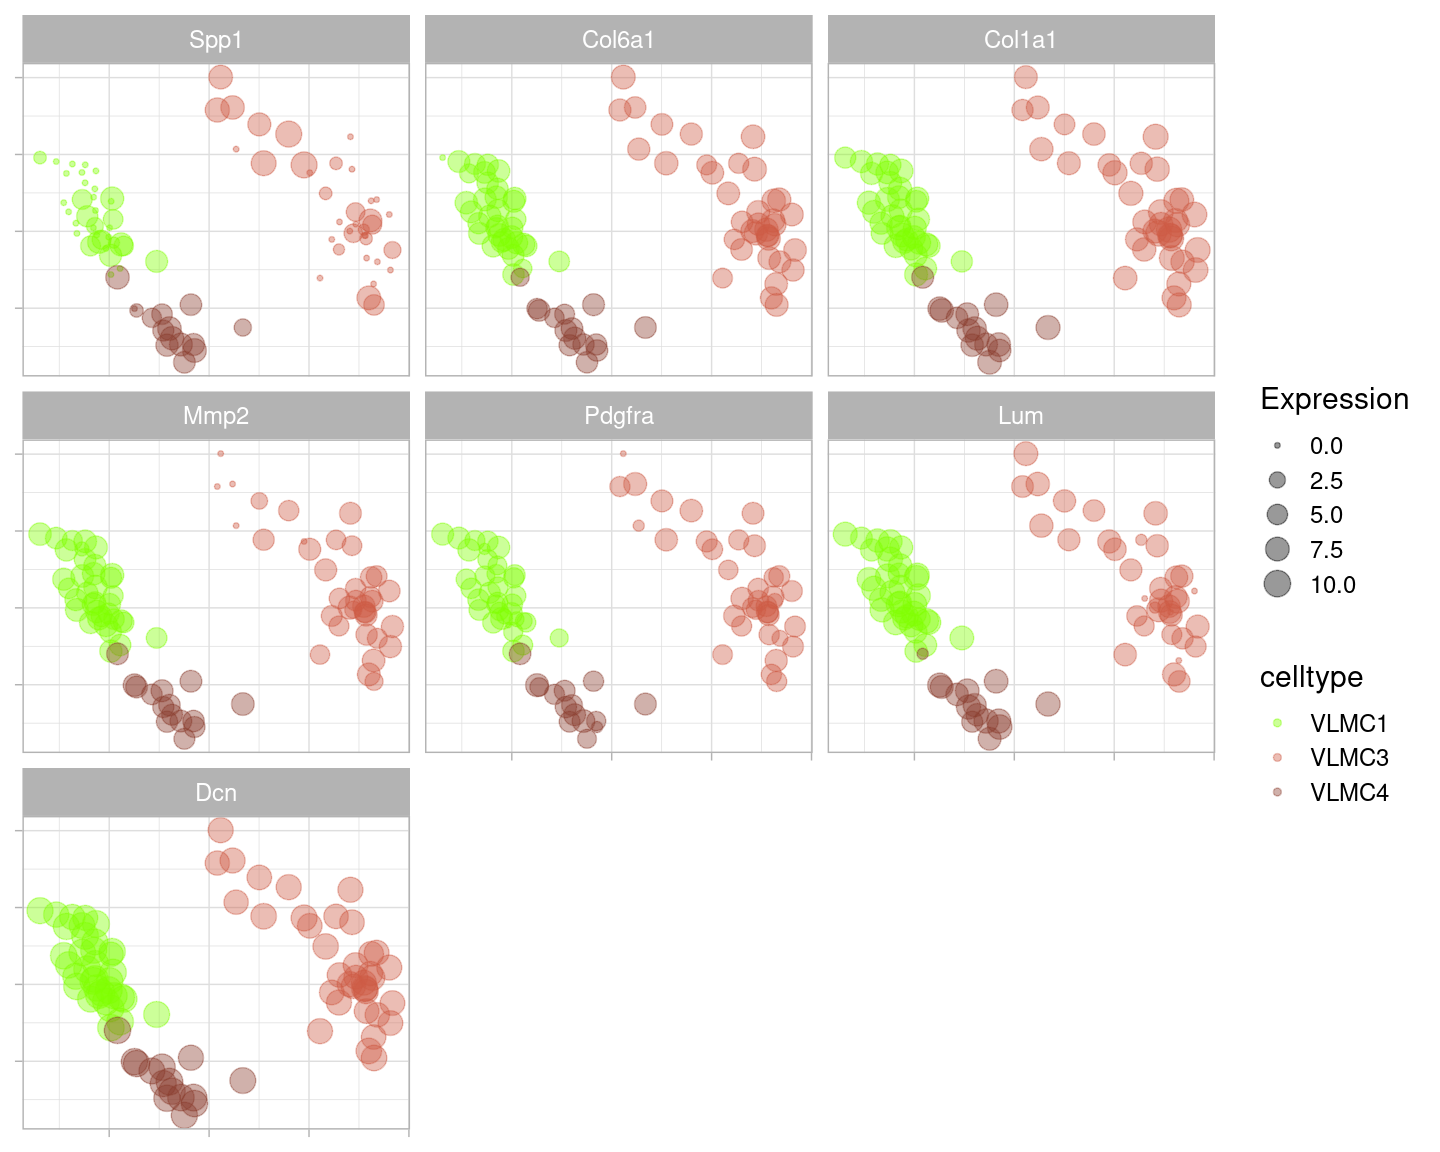 Spp1
Col6a1
Col1a1
Mmp2
Pdgfra
Lum
Dcn
Expression
0.0
2.5
5.0
7.5
10.0
celltype
VLMC1
VLMC3
VLMC4